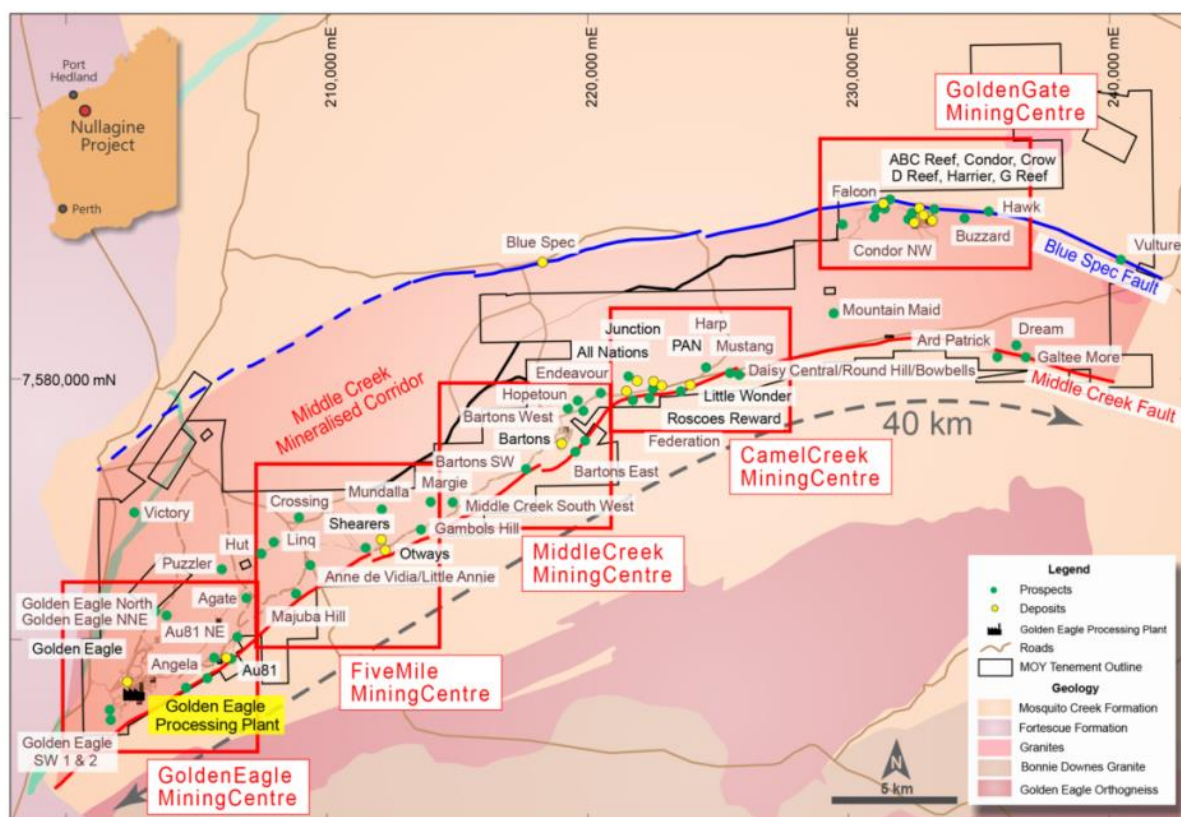 Port
Hedland
Nullagine
Project
Perth
210,000 mE
220,000 mE
230,000 mE
240,000 mE
7,580,000 mN
GoldenGate
MiningCentre
ABC Reef, Condor, Crow
D Reef, Harrier, G Reef
Falcon
Hawk
Condor NW
Buzzard
Vulture
Blue Spec
Blue Spec Fault
Mountain Maid
Junction
Harp
All Nations
PAN
Mustang
Ard Patrick
Dream
Galtee More
Endeavour
Daisy Central/Round Hill/Bowbells
Middle Creek Fault
Middle Creek
Mineralised Corridor
Hopetoun
Little Wonder
Bartons West
Roscoes Reward
40 km
Bartons
Federation
CamelCreek
MiningCentre
Bartons SW
Bartons East
Margie
Mundalla
Crossing
Middle Creek South West
Victory
Shearers
Gambols Hill
Linq
Hut
Otways
MiddleCreek
MiningCentre
Puzzler
Anne de Vidia/Little Annie
Agate
Golden Eagle North
Golden Eagle NNE
Majuba Hill
Au81 NE
Golden Eagle
Angela
Au81
FiveMile
MiningCentre
Golden Eagle
Processing Plant
Golden Eagle
SW 1 & 2
GoldenEagle
MiningCentre
N
5 km
Legend
Prospects
Deposits
Golden Eagle Processing Plant
Roads
MOY Tenement Outline
Geology
Mosquito Creek Formation
Fortescue Formation
Granites
Bonnie Downes Granite
Golden Eagle Orthogneiss